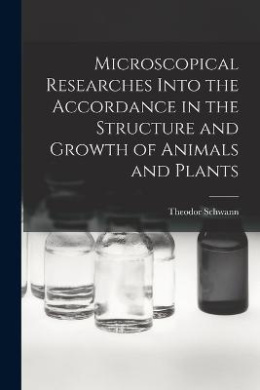 Microscopical
Researches Into the
Accordance in the
Structure and
Growth of Animals
and Plants
Theodor Schwann